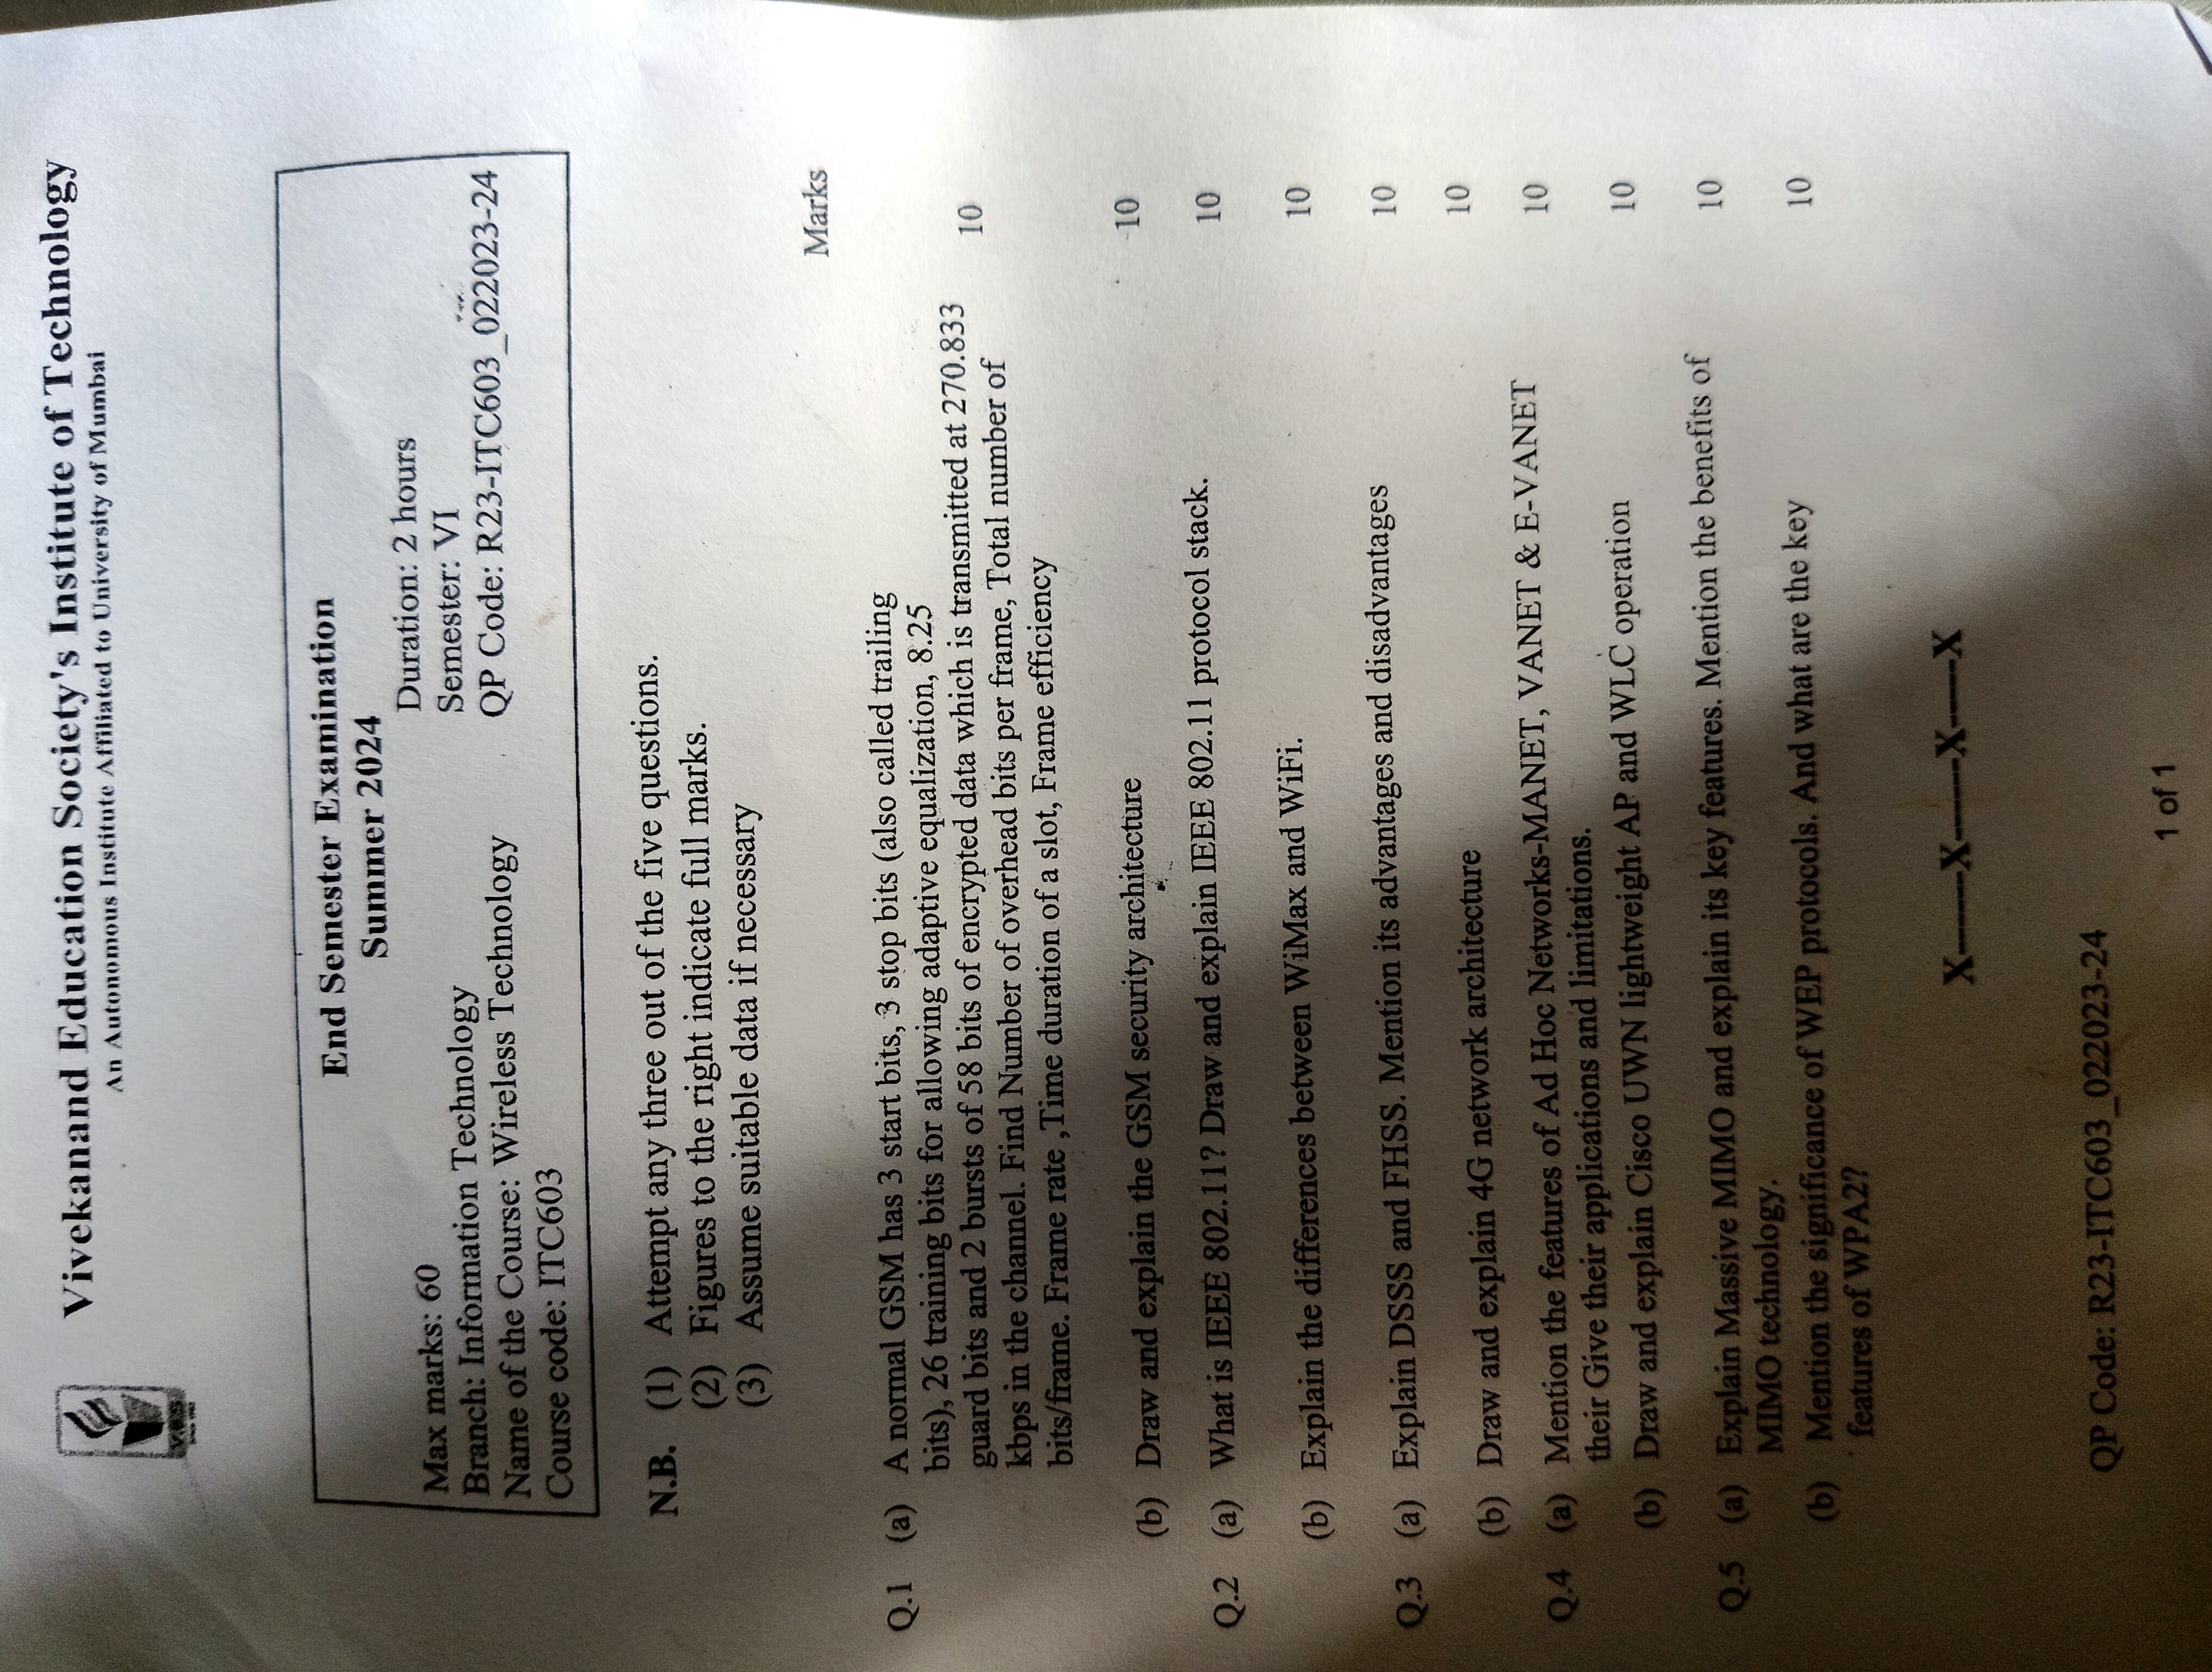 Vivekanand Education Society's Institute of Technology
An Autonomous Institute Affiliated to University of Mumbai
V.E.S.
End Semester Examination
Summer 2024
Max marks: 60 Duration: 2 hours
Branch: Information Technology Semester: VI
Name of the Course: Wireless Technology QP Code: R23-ITC603_022023-24
Course code: ITC603
N.B. (1) Attempt any three out of the five questions.
(2) Figures to the right indicate full marks.
(3) Assume suitable data if necessary
Marks
Q.1 (a) A normal GSM has 3 start bits, 3 stop bits (also called trailing
bits), 26 training bits for allowing adaptive equalization, 8.25
guard bits and 2 bursts of 58 bits of encrypted data which is transmitted at 270.833 10
kbps in the channel. Find Number of overhead bits per frame, Total number of
bits/frame. Frame rate ,Time duration of a slot, Frame efficiency
(b) Draw and explain the GSM security architecture 10
Q.2 (a) What is IEEE 802.11? Draw and explain IEEE 802.11 protocol stack. 10
(b) Explain the differences between WiMax and WiFi. 10
Q.3 (a) Explain DSSS and FHSS. Mention its advantages and disadvantages 10
(b) Draw and explain 4G network architecture 10
Q.4 (a) Mention the features of Ad Hoc Networks-MANET, VANET & E-VANET 10
their Give their applications and limitations.
(b) Draw and explain Cisco UWN lightweight AP and WLC operation 10
Q.5 (a) Explain Massive MIMO and explain its key features. Mention the benefits of 10
MIMO technology.
(b) Mention the significance of WEP protocols. And what are the key 10
features of WPA2?
X-----X-----X-----X
QP Code: R23-ITC603_022023-24
1 of 1